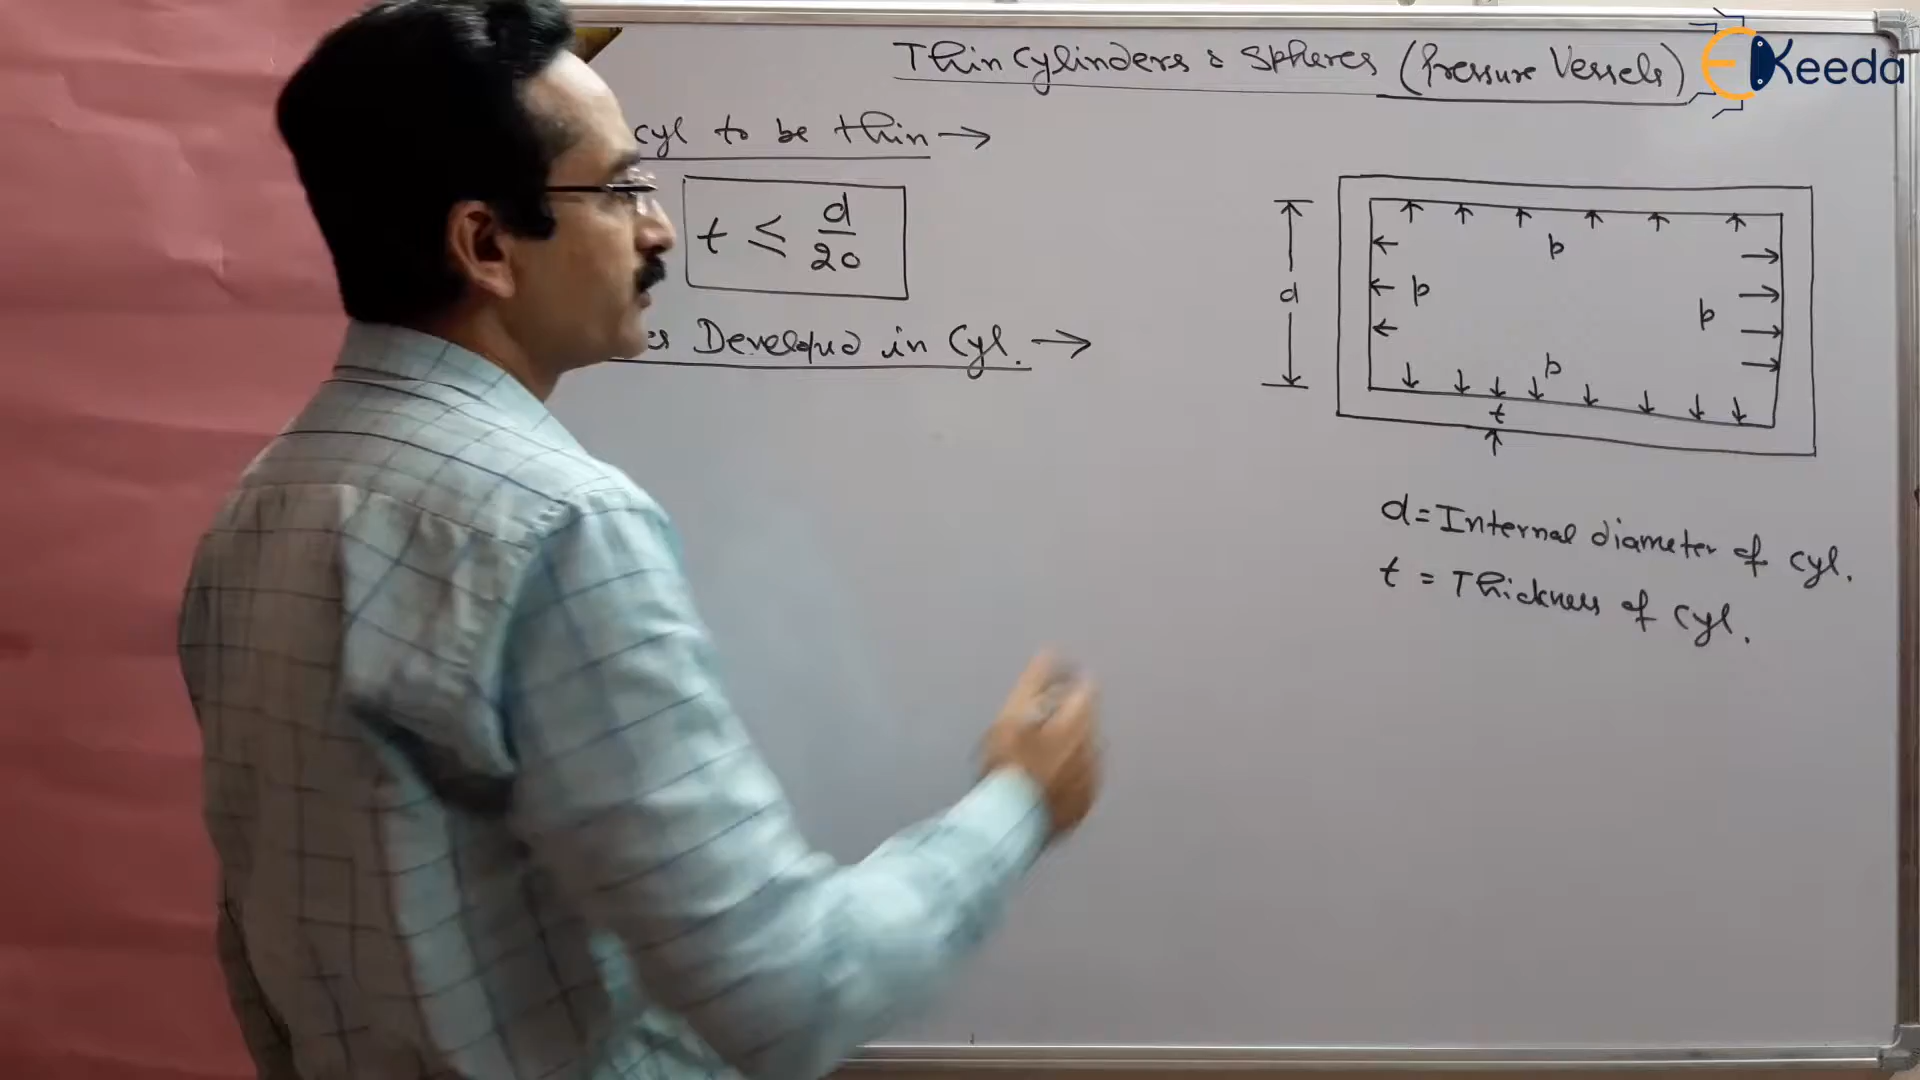 Thin Cylinders & Spheres (Pressure Vessels)
EKeeda
cyl to be thin →
t ≤ d/20
Developed in Cyl. →
d
p
p
p
p
t
d = Internal diameter of cyl.
t = Thickness of Cyl.